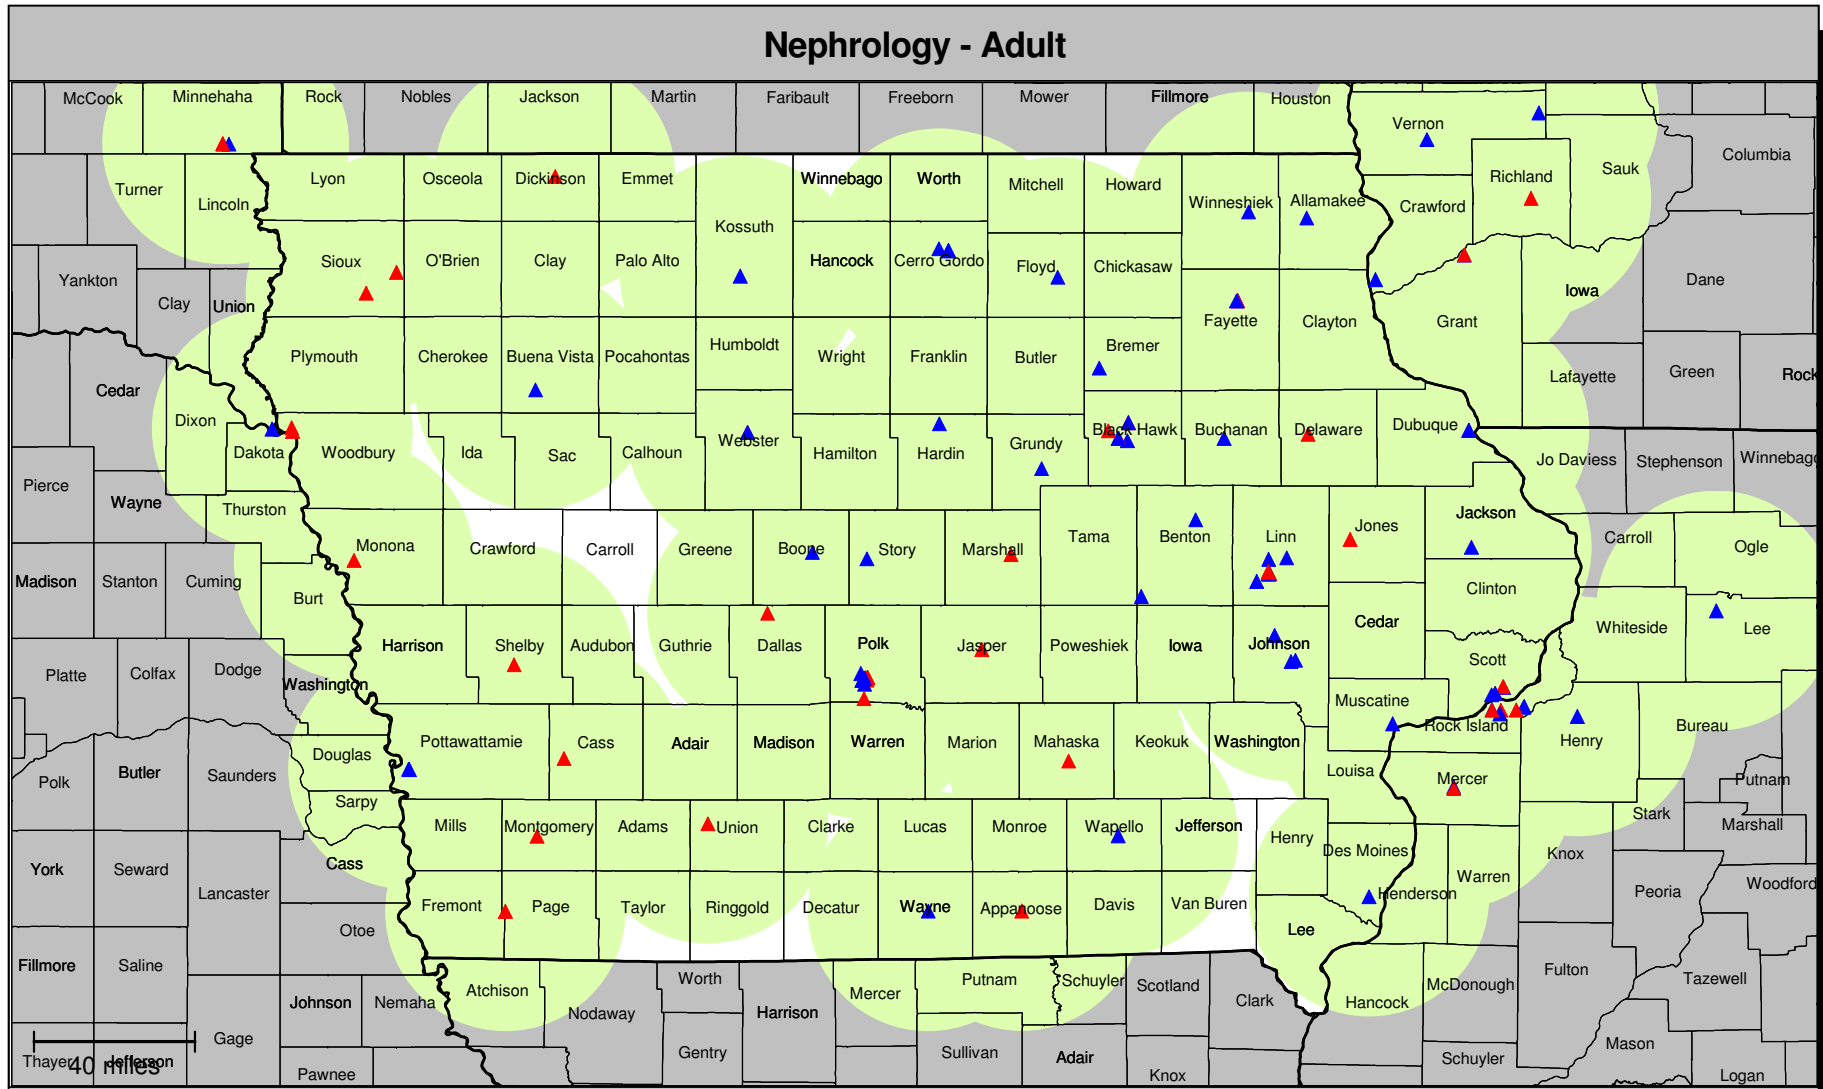 Nephrology - Adult
McCook
Minnehaha
Rock
Nobles
Jackson
Martin
Faribault
Freeborn
Mower
Fillmore
Houston
Vernon
Columbia
Sauk
Richland
Turner
Lincoln
Lyon
Osceola
Dickinson
Emmet
Winnebago
Worth
Mitchell
Howard
Winneshiek
Allamakee
Crawford
Kossuth
Yankton
Clay
Union
Sioux
O'Brien
Clay
Palo Alto
Hancock
Cerro Gordo
Floyd
Chickasaw
Iowa
Dane
Fayette
Clayton
Grant
Plymouth
Cherokee
Buena Vista
Pocahontas
Humboldt
Wright
Franklin
Butler
Bremer
Lafayette
Green
Rock
Cedar
Dixon
Dakota
Woodbury
Ida
Sac
Calhoun
Webster
Hamilton
Hardin
Grundy
Black Hawk
Buchanan
Delaware
Dubuque
Jo Daviess
Stephenson
Winnebago
Pierce
Wayne
Thurston
Monona
Crawford
Carroll
Greene
Boone
Story
Marshall
Tama
Benton
Linn
Jones
Jackson
Carroll
Ogle
Madison
Stanton
Cuming
Burt
Clinton
Harrison
Shelby
Audubon
Guthrie
Dallas
Polk
Jasper
Poweshiek
Iowa
Johnson
Cedar
Whiteside
Lee
Scott
Platte
Colfax
Dodge
Washington
Muscatine
Rock Island
Bureau
Henry
Pottawattamie
Cass
Adair
Madison
Warren
Marion
Mahaska
Keokuk
Washington
Louisa
Mercer
Putnam
Polk
Butler
Saunders
Douglas
Sarpy
Mills
Montgomery
Adams
Union
Clarke
Lucas
Monroe
Wapello
Jefferson
Henry
Des Moines
Stark
Marshall
Knox
York
Seward
Lancaster
Cass
Warren
Henderson
Peoria
Woodford
Fremont
Page
Taylor
Ringgold
Decatur
Wayne
Appanoose
Davis
Van Buren
Lee
Otoe
Fillmore
Saline
Johnson
Nemaha
Atchison
Nodaway
Worth
Harrison
Mercer
Putnam
Schuyler
Scotland
Clark
Hancock
McDonough
Fulton
Tazewell
Gage
Gentry
Sullivan
Adair
Knox
Schuyler
Mason
Logan
Thayer
Jefferson
40 miles
Pawnee